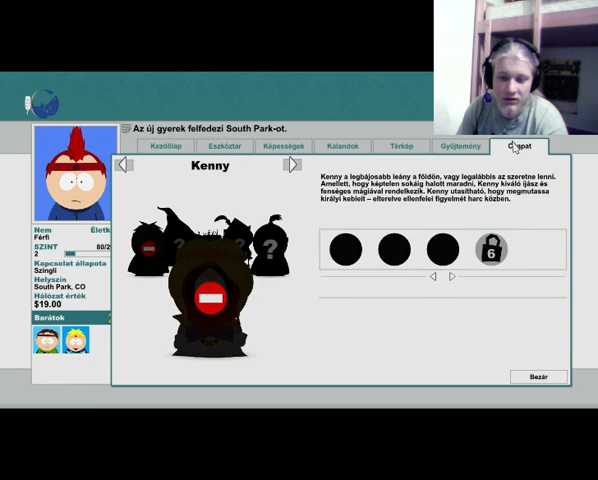 Az új gyerek felfedezi South Park-ot.
Kezdőlap Eszköztár Képességek Kalandok Térkép Gyűjtemény
Kenny
Kenny a legbájosabb leány a földön, vagy legalábbis az szeretne lenni.
Amellett, hogy képtelen sokáig halott maradni, Kenny kiváló íjász és
fenséges mágiával rendelkezik. Kenny utasítható, hogy megmutassa
királyi kebleit – elterelve ellenfelei figyelmét harc közben.
Nem Életk
Férfi
SZINT 80/
2
Kapcsolat állapota
Szingli
Helyszín
South Park, CO
Hálózat érték
$19.00
Barátok
? ? ?
6
Bezár